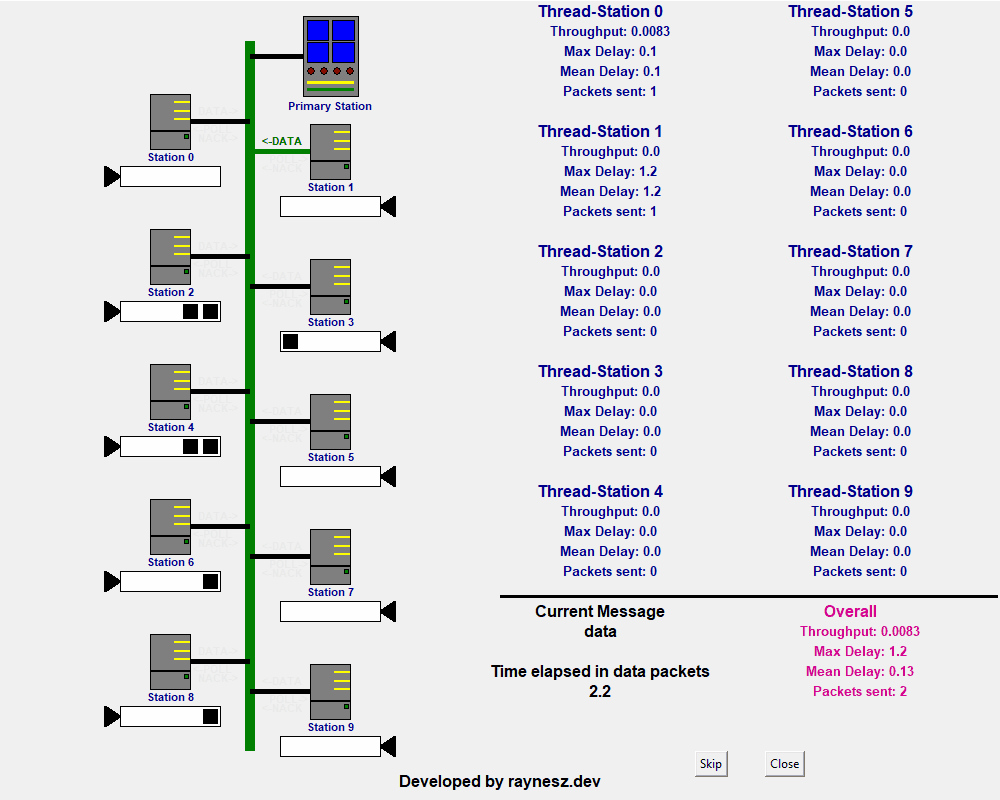 Primary Station
Station 0
<-DATA
Station 1
Station 2
Station 3
Station 4
Station 5
Station 6
Station 7
Station 8
Station 9
Thread-Station 0
Throughput: 0.0083
Max Delay: 0.1
Mean Delay: 0.1
Packets sent: 1
Thread-Station 1
Throughput: 0.0
Max Delay: 1.2
Mean Delay: 1.2
Packets sent: 1
Thread-Station 2
Throughput: 0.0
Max Delay: 0.0
Mean Delay: 0.0
Packets sent: 0
Thread-Station 3
Throughput: 0.0
Max Delay: 0.0
Mean Delay: 0.0
Packets sent: 0
Thread-Station 4
Throughput: 0.0
Max Delay: 0.0
Mean Delay: 0.0
Packets sent: 0
Thread-Station 5
Throughput: 0.0
Max Delay: 0.0
Mean Delay: 0.0
Packets sent: 0
Thread-Station 6
Throughput: 0.0
Max Delay: 0.0
Mean Delay: 0.0
Packets sent: 0
Thread-Station 7
Throughput: 0.0
Max Delay: 0.0
Mean Delay: 0.0
Packets sent: 0
Thread-Station 8
Throughput: 0.0
Max Delay: 0.0
Mean Delay: 0.0
Packets sent: 0
Thread-Station 9
Throughput: 0.0
Max Delay: 0.0
Mean Delay: 0.0
Packets sent: 0
Current Message
data
Time elapsed in data packets
2.2
Overall
Throughput: 0.0083
Max Delay: 1.2
Mean Delay: 0.13
Packets sent: 2
Skip
Close
Developed by raynesz.dev